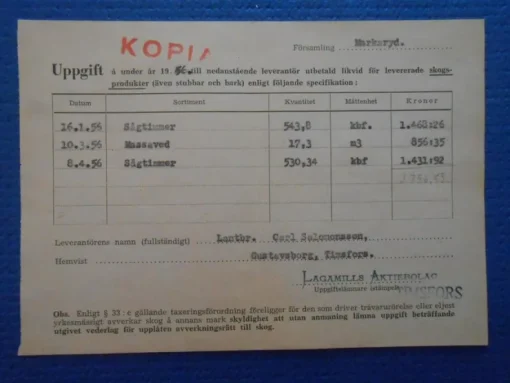 KOPIA
Församling Markaryd.
Uppgift å under år 19 56 till nedanstående leverantör utbetald likvid för levererade skogs-
produkter (även stubbar och bark) enligt följande specifikation:
Datum Sortiment Kvantitet Måttenhet Kronor
16.1.56 Sågtimmer 543,8 kbf. 1.468:26
10.3.56 Massaved 17,3 m3 856:35
8.4.56 Sågtimmer 530,34 kbf 1.431:92
Leverantörens namn (fullständigt) Lantbr. Carl Salomonsson,
Hemvist Gustavsborg, Timsfors.
LAGAMILLS AKTIEBOLAG
Uppgiftslämnare
Obs. Enligt § 33 : e gällande taxeringsförordning föreligger för den som driver trävarurörelse eller eljest
yrkesmässigt avverkar skog å annans mark skyldighet att utan anmaning lämna uppgift beträffande
utgivet vederlag för upplåten avverkningsrätt till skog.